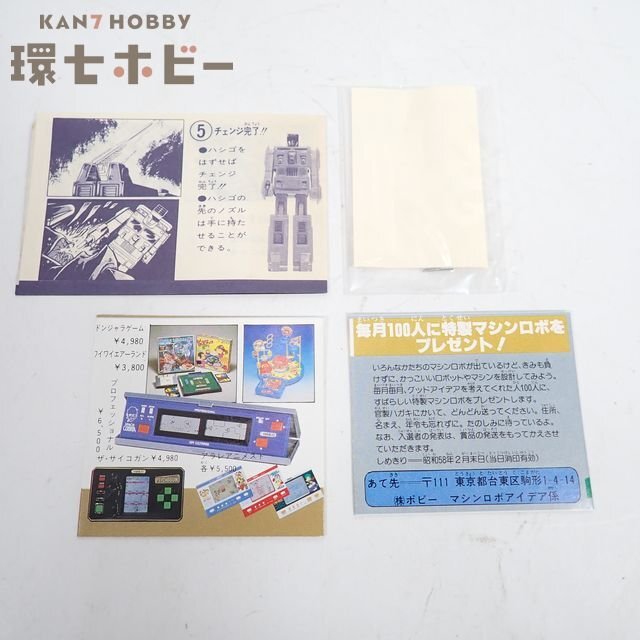 KAN7HOBBY
環七ホビー
⑤チェンジ完了!!
●ハシゴを
はずせば
チェンジ
完了!!
●ハシゴの
先のノズル
は手に持た
せることが
できる。
ドンジャラゲーム
¥4,980
ワイワイエアーランド
¥3,800
プロフェッショナル
¥6,500
ザ・サイコガン ¥4,980
アラレアニメスト
各¥5,500
毎月100人に特製マシンロボを
プレゼント!
いろんなかたちのマシンロボが出ているけど、きみも負
けずに、かっこいいロボットやマシンを設計してみよう。
毎月毎月、グッドアイデアを考えてくれた人100人に、
すばらしい特製マシンロボをプレゼントします。
官製ハガキにかいて、どんどん送ってください。住所、
名まえ、年令も忘れずに、たのしみに待っているよ。
なお、入選者の発表は、賞品の発送をもってかえさせ
ていただきます。
しめきり——昭和58年2月末日(当日消印有効)
あて先——〒111 東京都台東区駒形1-4-14
㈱ポピー マシンロボアイデア係